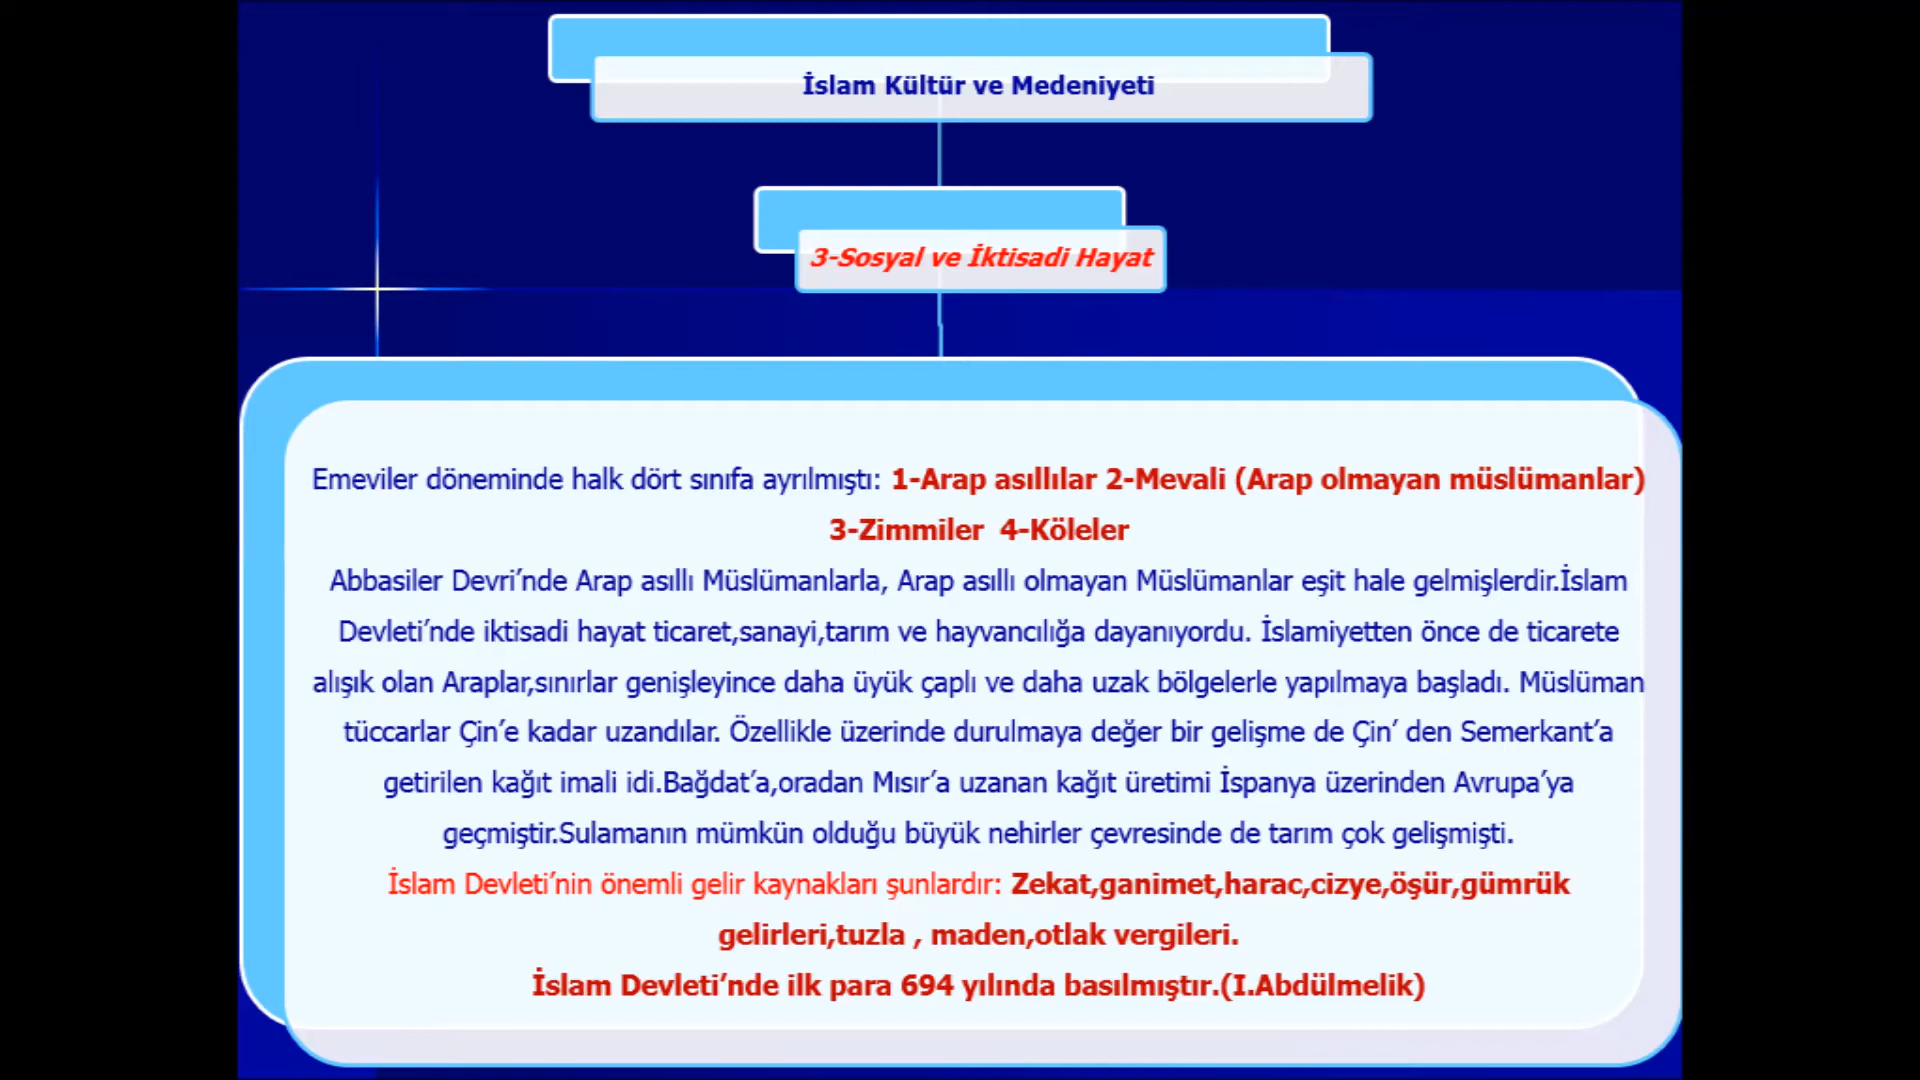 İslam Kültür ve Medeniyeti
3-Sosyal ve İktisadi Hayat
Emeviler döneminde halk dört sınıfa ayrılmıştı: 1-Arap asıllılar 2-Mevali (Arap olmayan müslümanlar)
3-Zimmiler 4-Köleler
Abbasiler Devri’nde Arap asıllı Müslümanlarla, Arap asıllı olmayan Müslümanlar eşit hale gelmişlerdir.İslam
Devleti’nde iktisadi hayat ticaret,sanayi,tarım ve hayvancılığa dayanıyordu. İslamiyetten önce de ticarete
alışık olan Araplar,sınırlar genişleyince daha üyük çaplı ve daha uzak bölgelerle yapılmaya başladı. Müslüman
tüccarlar Çin’e kadar uzandılar. Özellikle üzerinde durulmaya değer bir gelişme de Çin’ den Semerkant’a
getirilen kağıt imali idi.Bağdat’a,oradan Mısır’a uzanan kağıt üretimi İspanya üzerinden Avrupa’ya
geçmiştir.Sulamanın mümkün olduğu büyük nehirler çevresinde de tarım çok gelişmişti.
İslam Devleti’nin önemli gelir kaynakları şunlardır: Zekat,ganimet,harac,cizye,öşür,gümrük
gelirleri,tuzla , maden,otlak vergileri.
İslam Devleti’nde ilk para 694 yılında basılmıştır.(I.Abdülmelik)